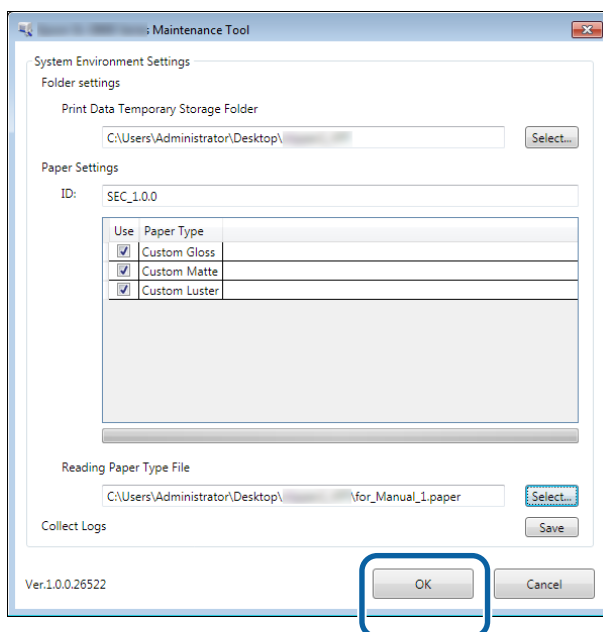 Maintenance Tool
System Environment Settings
Folder settings
Print Data Temporary Storage Folder
C:\Users\Administrator\Desktop\
Select...
Paper Settings
ID:
SEC_1.0.0
Use Paper Type
Custom Gloss
Custom Matte
Custom Luster
Reading Paper Type File
C:\Users\Administrator\Desktop\ \for_Manual_1.paper
Select...
Collect Logs
Save
Ver.1.0.0.26522
OK
Cancel